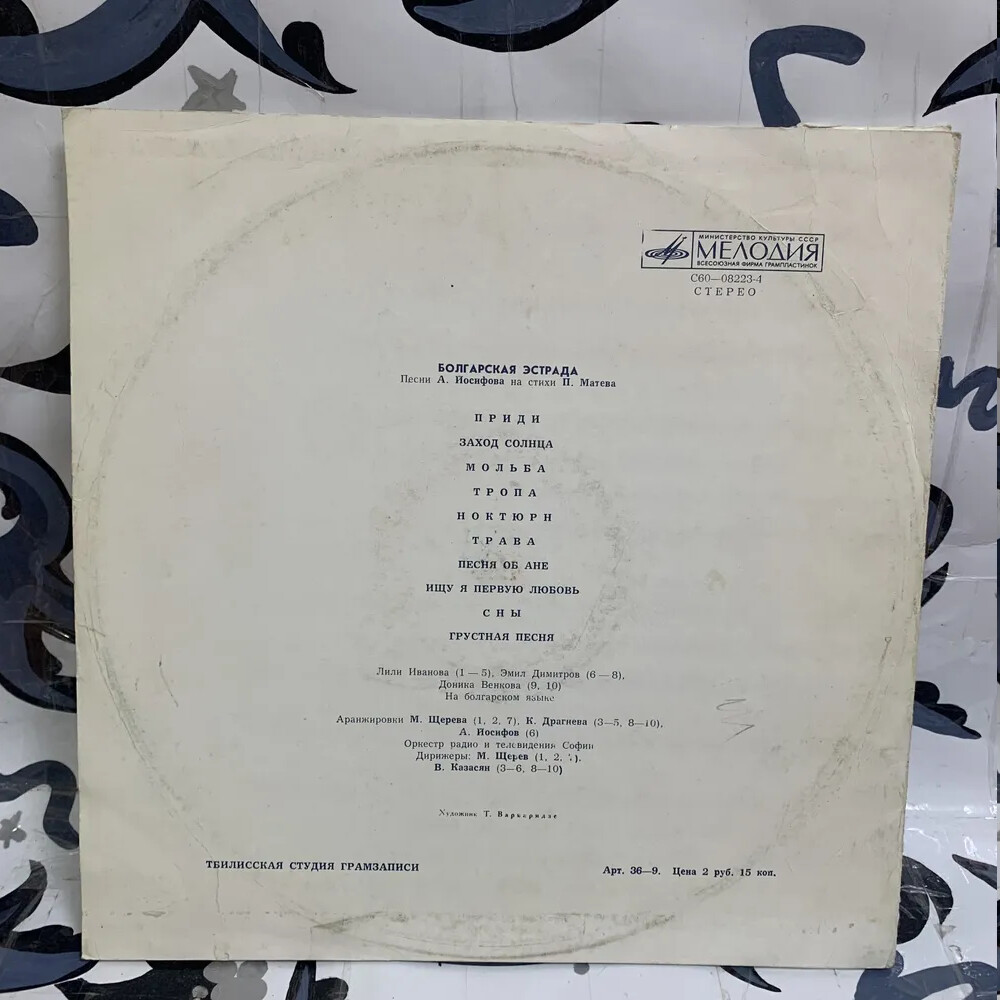 МИНИСТЕРСТВО КУЛЬТУРЫ СССР
МЕЛОДИЯ
ВСЕСОЮЗНАЯ ФИРМА ГРАМПЛАСТИНОК
С60—08223-4
СТЕРЕО
БОЛГАРСКАЯ ЭСТРАДА
Песни А. Иосифова на стихи П. Матева
ПРИДИ
ЗАХОД СОЛНЦА
МОЛЬБА
ТРОПА
НОКТЮРН
ТРАВА
ПЕСНЯ ОБ АНЕ
ИЩУ Я ПЕРВУЮ ЛЮБОВЬ
СНЫ
ГРУСТНАЯ ПЕСНЯ
Лили Иванова (1—5), Эмил Димитров (6—8),
Доника Венкова (9, 10)
На болгарском языке
Аранжировки М. Щерева (1, 2, 7), К. Драгнева (3—5, 8—10),
А. Иосифов (6)
Оркестр радио и телевидения Софии
Дирижеры: М. Щерев (1, 2, ),
В. Казасян (3—6, 8—10)
Художник Т. Варваридзе
ТБИЛИССКАЯ СТУДИЯ ГРАМЗАПИСИ
Арт. 36—9. Цена 2 руб. 15 коп.